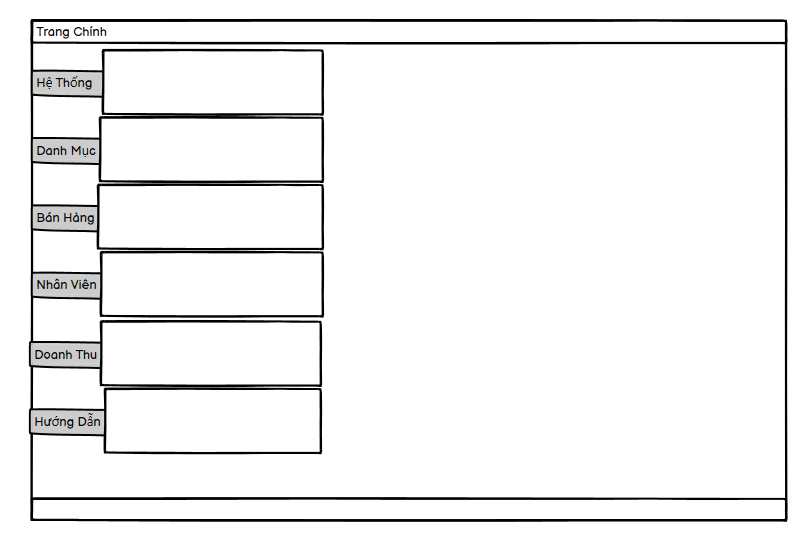 Trang Chính
Hệ Thống
Danh Mục
Bán Hàng
Nhân Viên
Doanh Thu
Hướng Dẫn